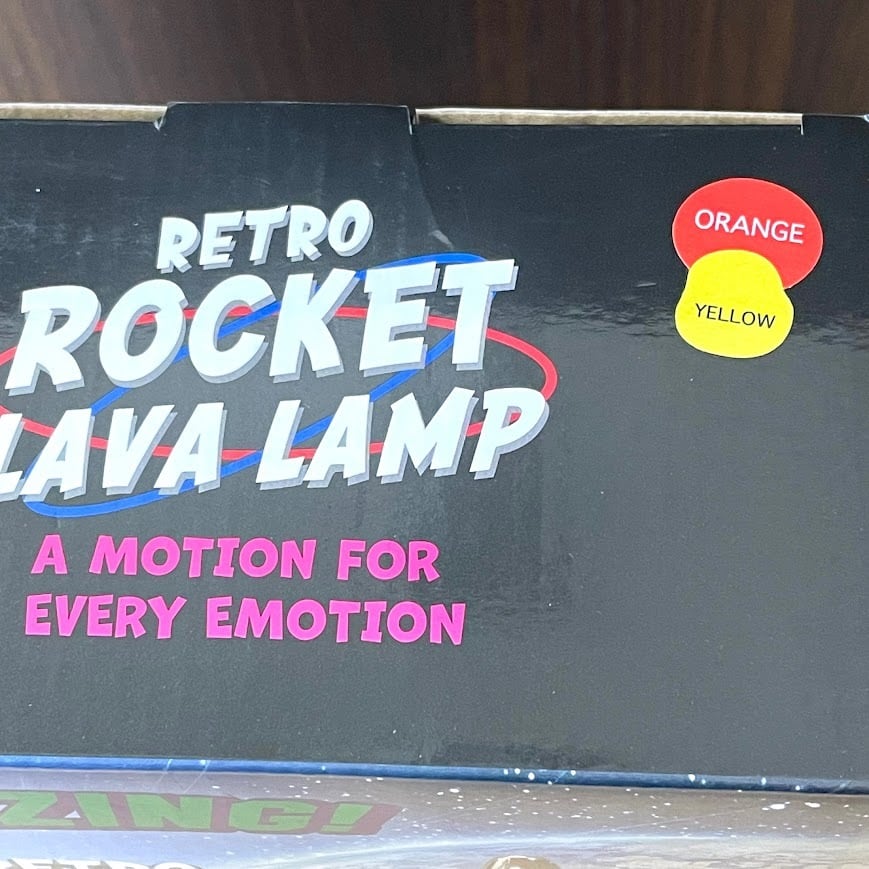 RETRO
ROCKET
LAVA LAMP
A MOTION FOR
EVERY EMOTION
ORANGE
YELLOW
ZING!